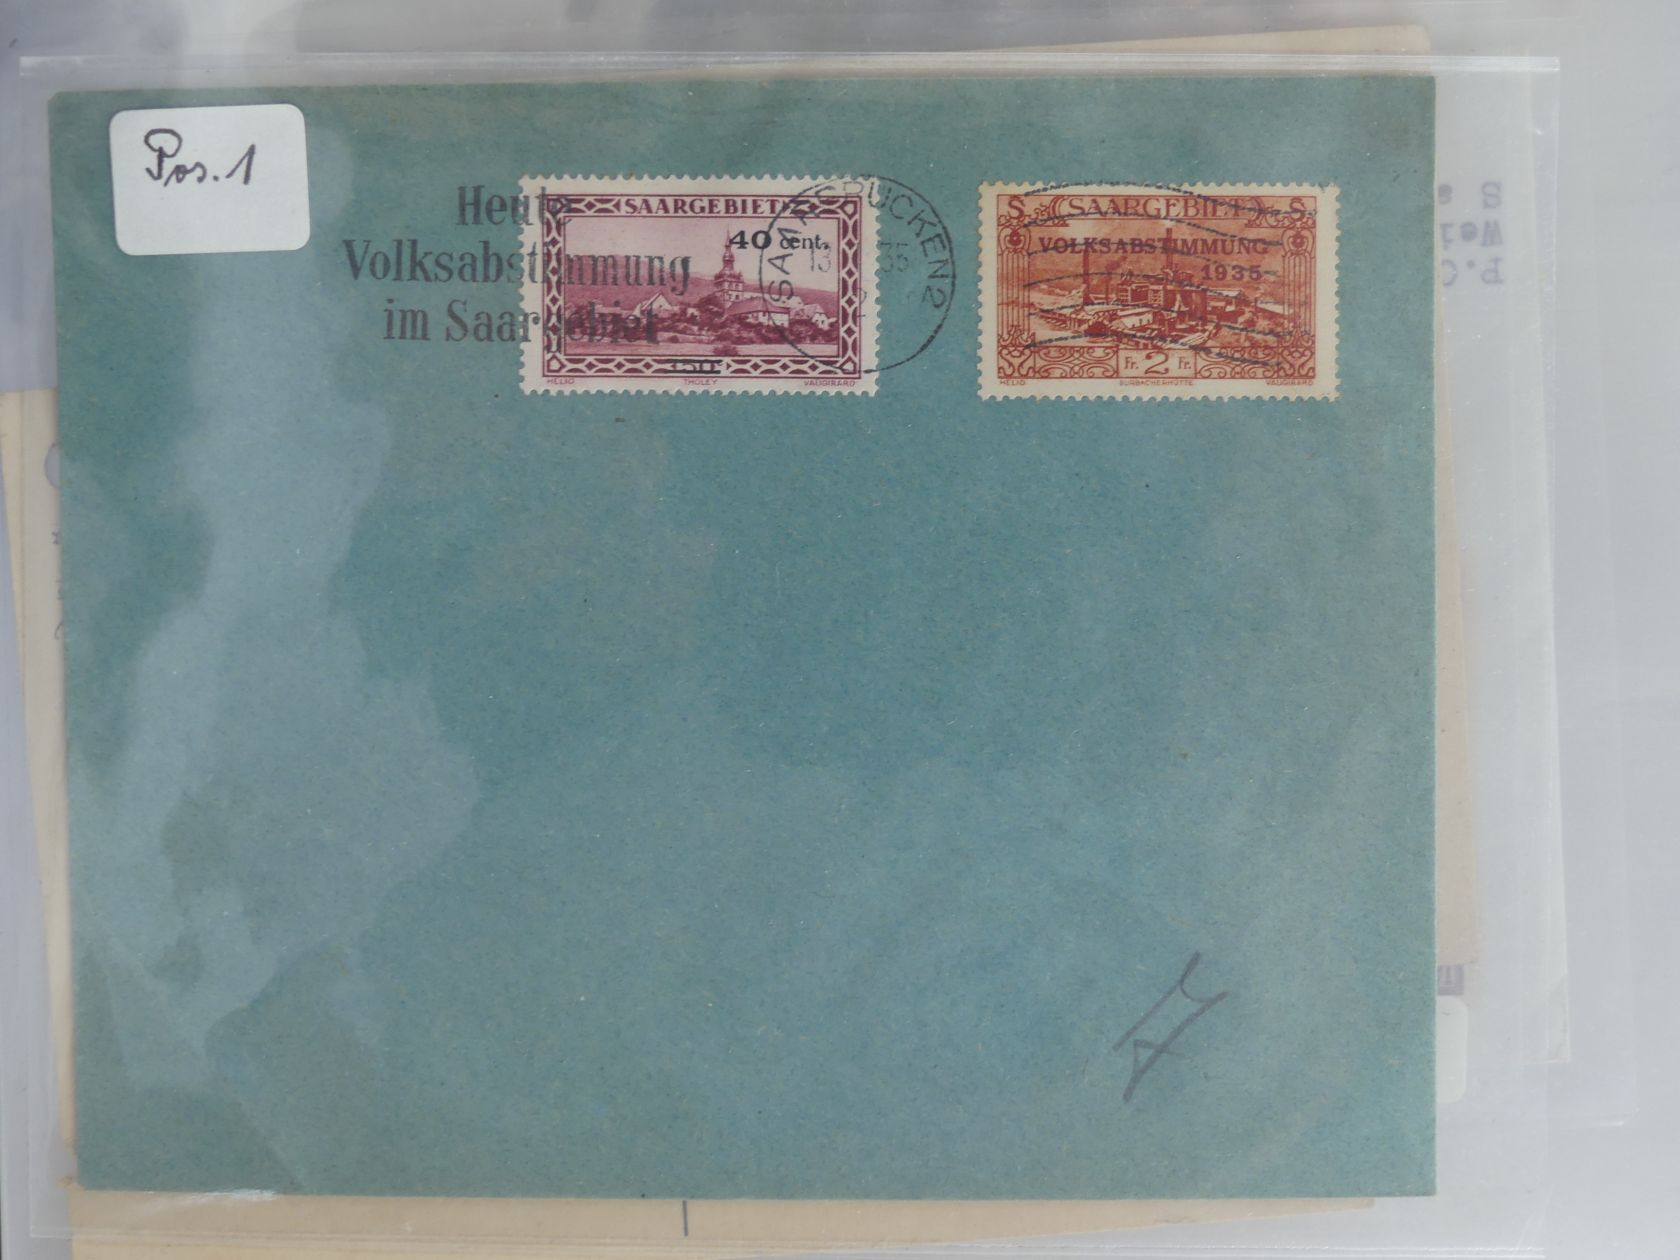 Pos. 1
Heute
Volksabstimmung
im Saargebiet
SAARGEBIET
40 cent.
150
HELIO THOLEY VAUGIRARD
SAARBRÜCKEN 2
13 35
S SAARGEBIET S
VOLKSABSTIMMUNG
1935
Fr. 2 Fr.
HELIO BURBACHERHÜTTE VAUGIRARD